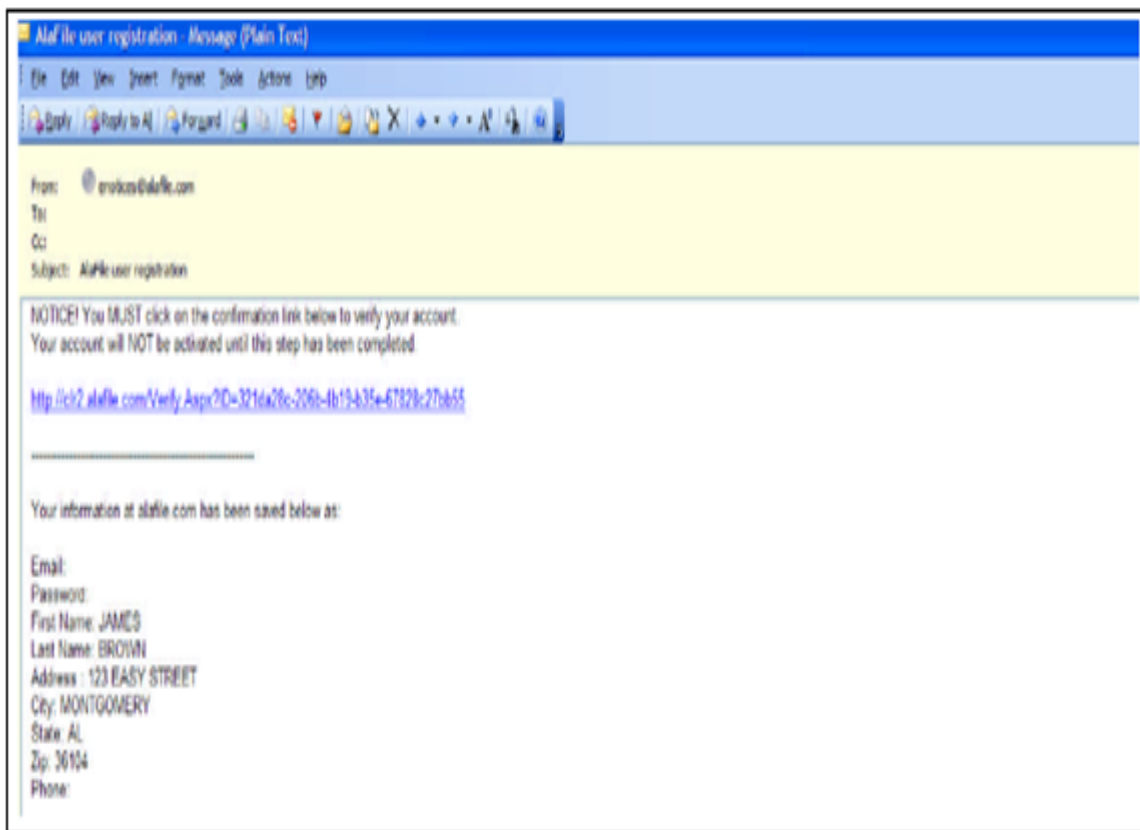 AlaFile user registration - Message (Plain Text)
File Edit View Insert Format Tools Actions Help
Reply Reply to All Forward
From: enotices@alafile.com
To:
Cc:
Subject: AlaFile user registration
NOTICE! You MUST click on the confirmation link below to verify your account.
Your account will NOT be activated until this step has been completed.
Your information at alafile.com has been saved below as:
Email:
Password:
First Name: JAMES
Last Name: BROWN
Address : 123 EASY STREET
City: MONTGOMERY
State: AL
Zip: 36104
Phone: